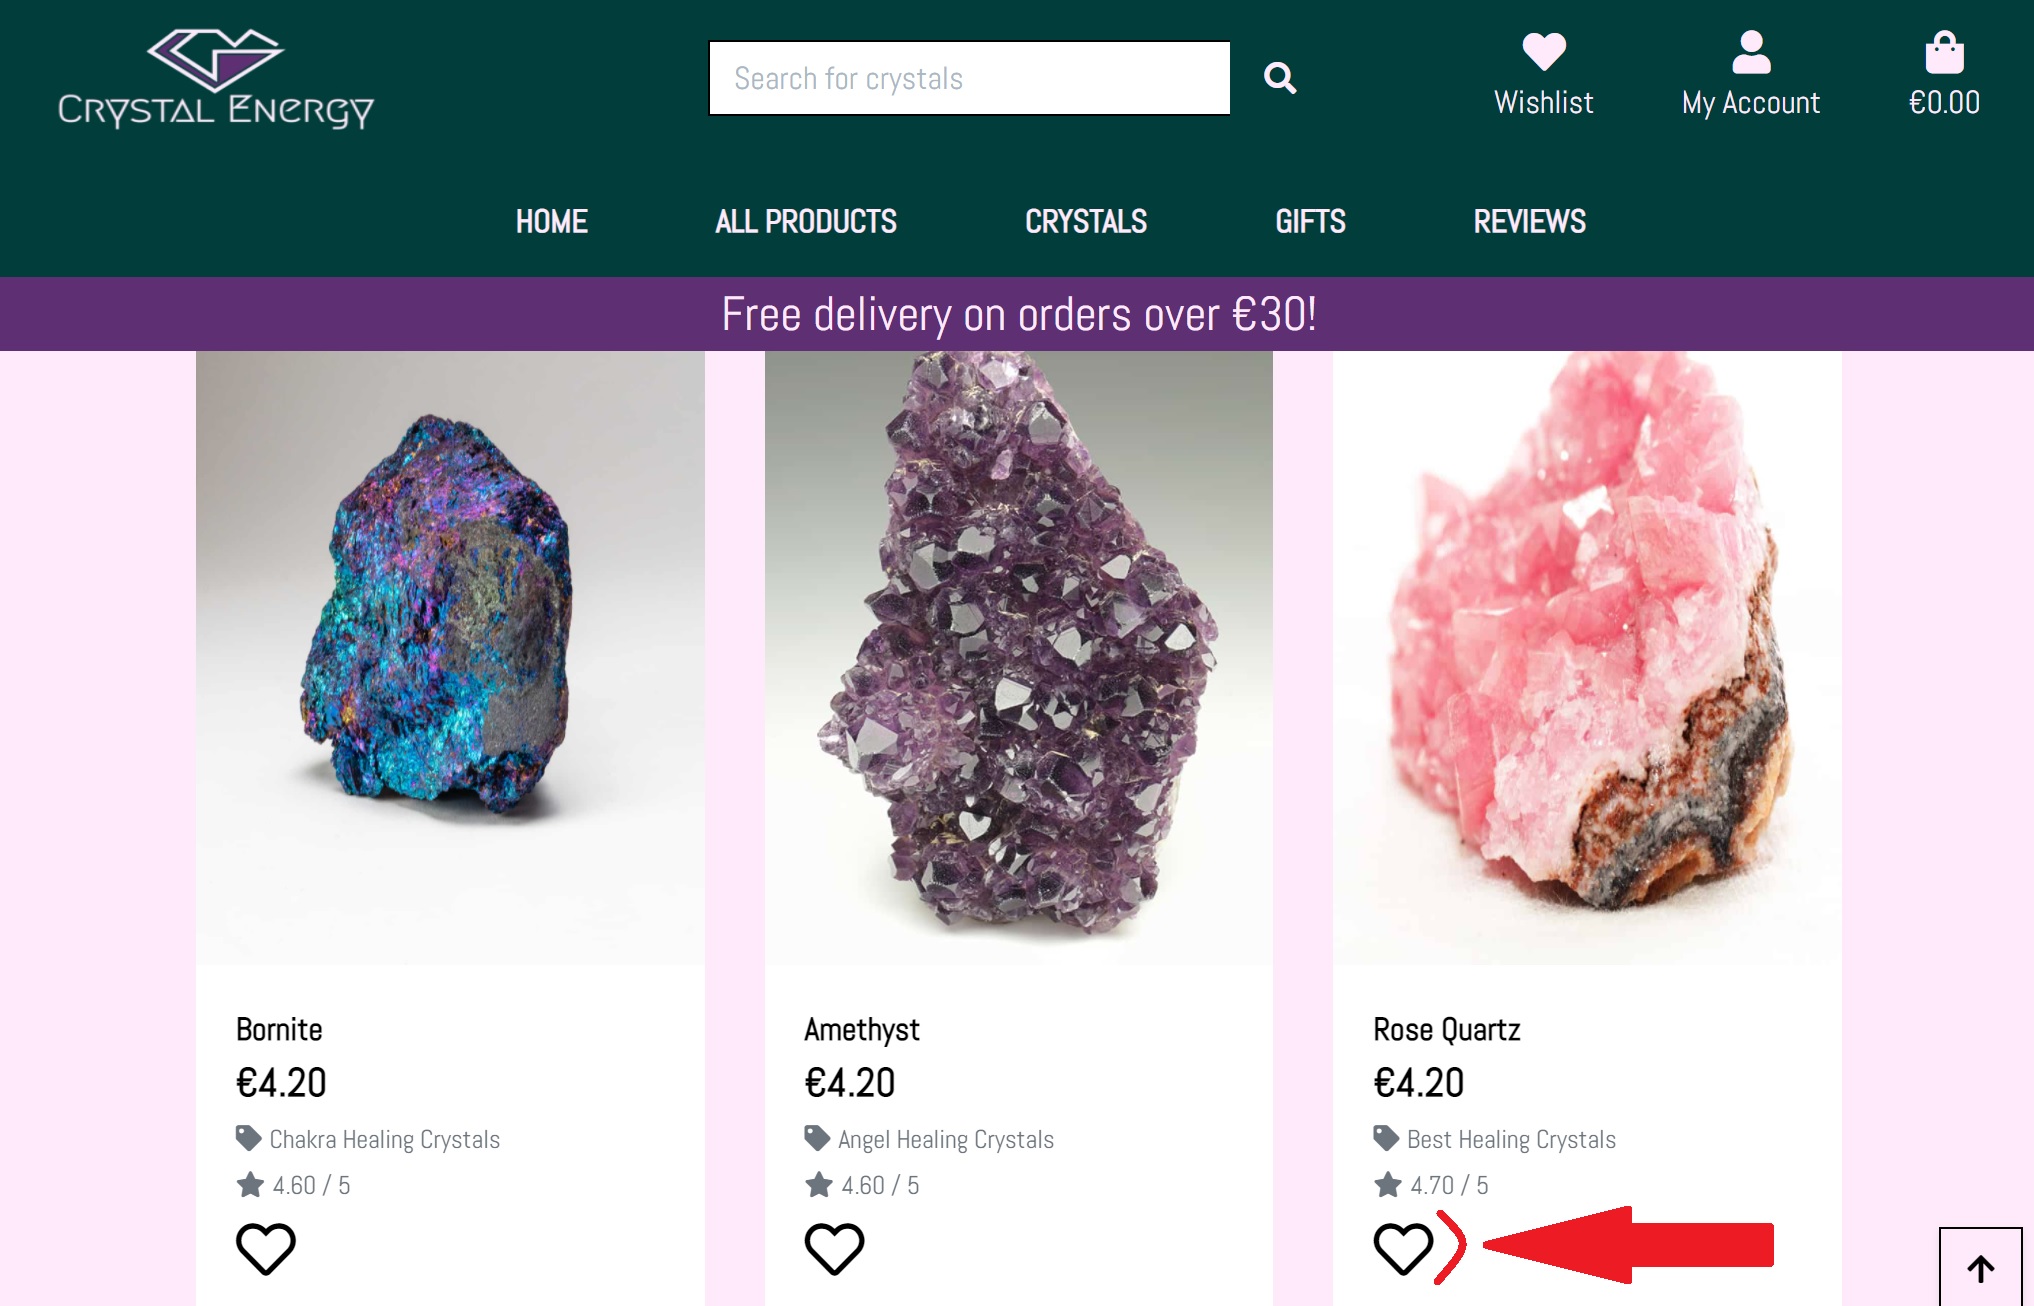 CRYSTAL ENERGY
Search for crystals
Wishlist
My Account
€0.00
HOME
ALL PRODUCTS
CRYSTALS
GIFTS
REVIEWS
Free delivery on orders over €30!
Bornite
€4.20
Chakra Healing Crystals
4.60 / 5
Amethyst
€4.20
Angel Healing Crystals
4.60 / 5
Rose Quartz
€4.20
Best Healing Crystals
4.70 / 5